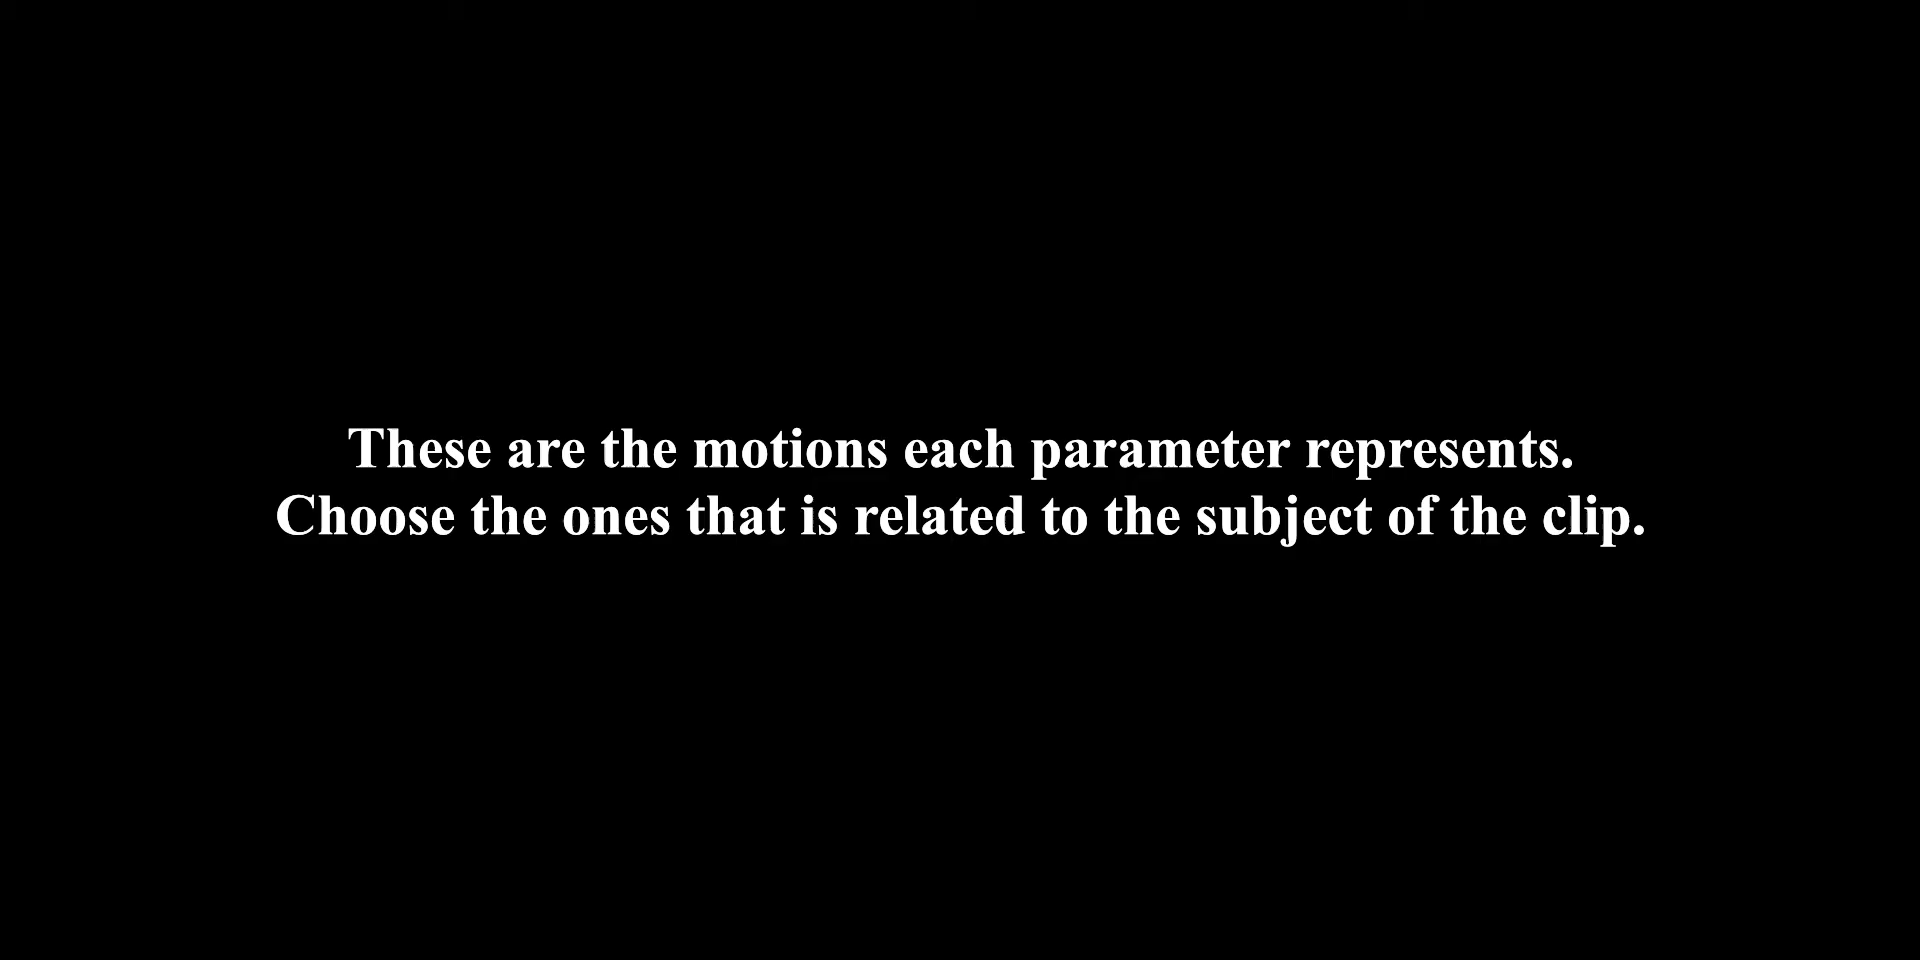 These are the motions each parameter represents.
Choose the ones that is related to the subject of the clip.